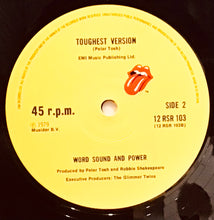 TOUGHEST VERSION
(Peter Tosh)
EMI Music Publishing Ltd.
45 r.p.m.
SIDE 2
12 RSR 103
(12 RSR 103B)
℗ 1979
Musidor B.V.
WORD SOUND AND POWER
Produced by Peter Tosh and Robbie Shakespeare
Executive Producers: The Glimmer Twins